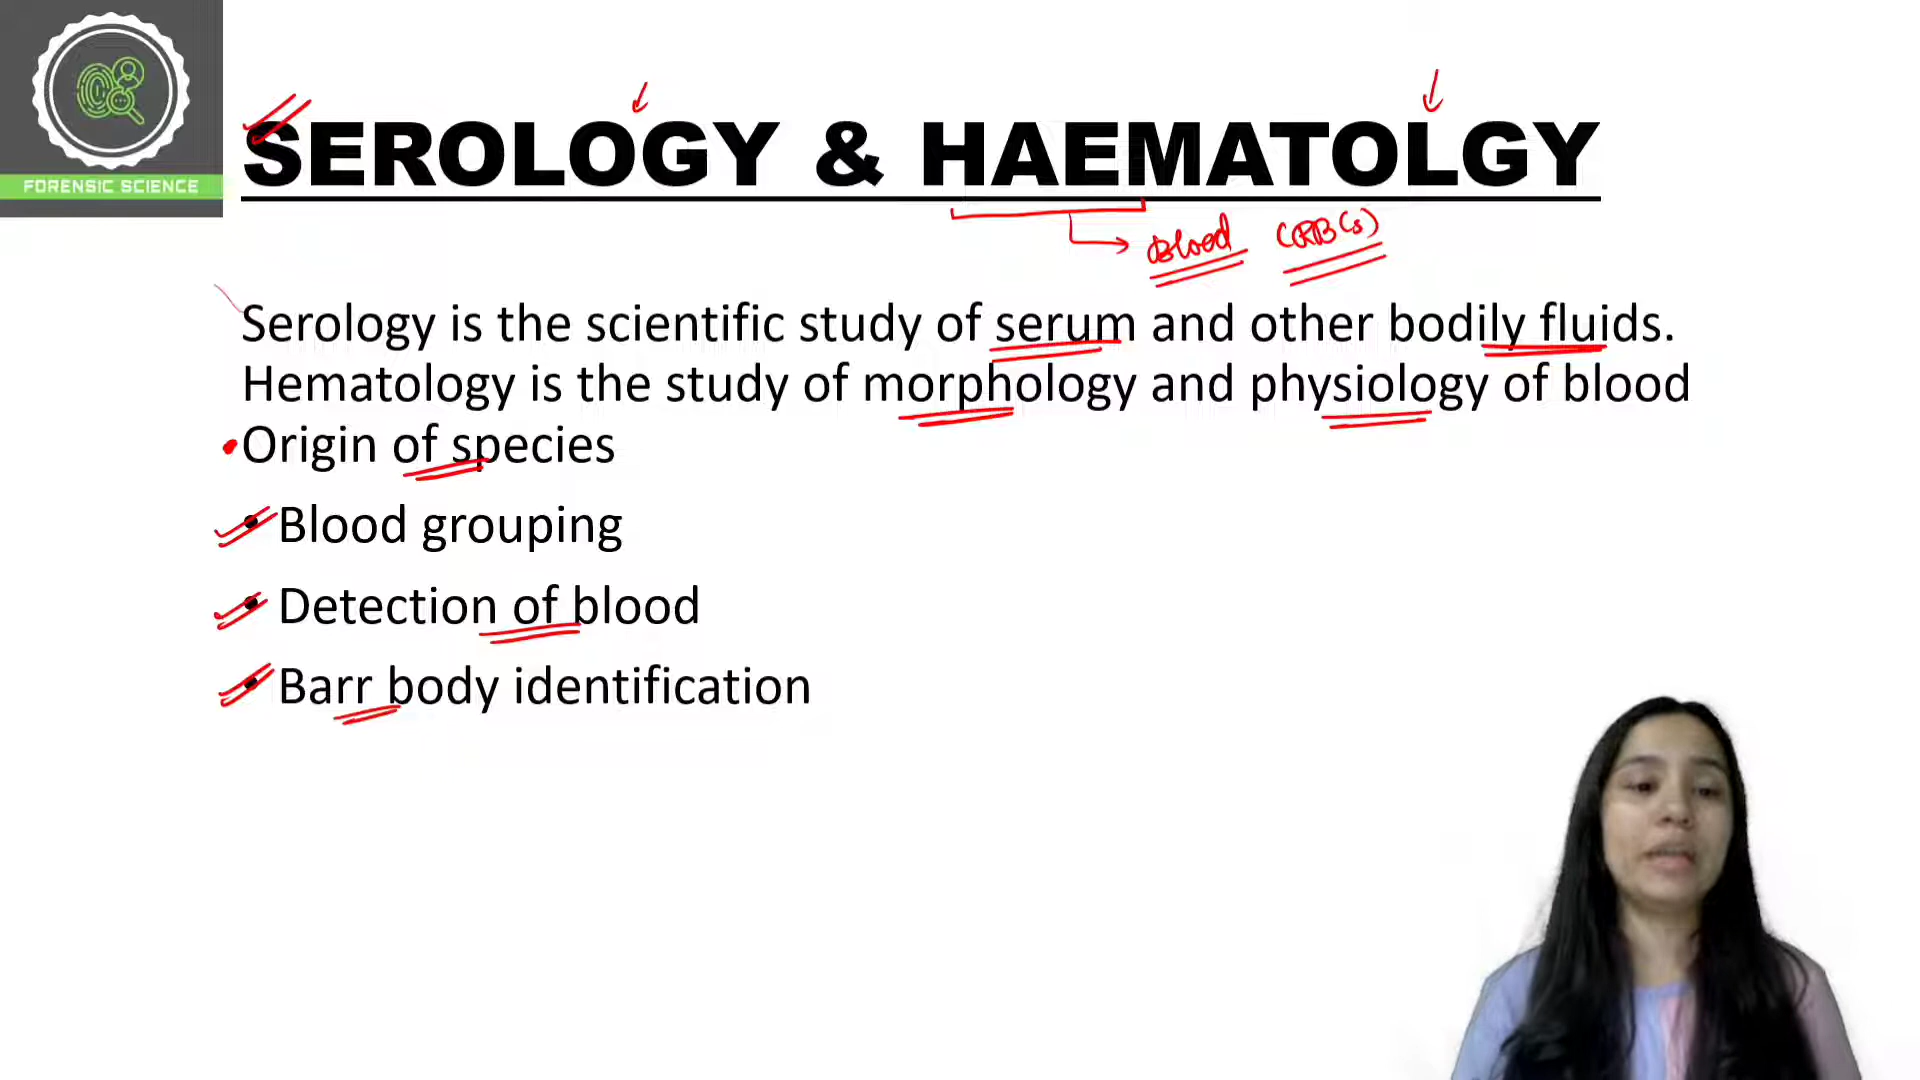 FORENSIC SCIENCE
SEROLOGY & HAEMATOLGY
Blood (RBCs)
Serology is the scientific study of serum and other bodily fluids.
Hematology is the study of morphology and physiology of blood
•Origin of species
• Blood grouping
• Detection of blood
• Barr body identification